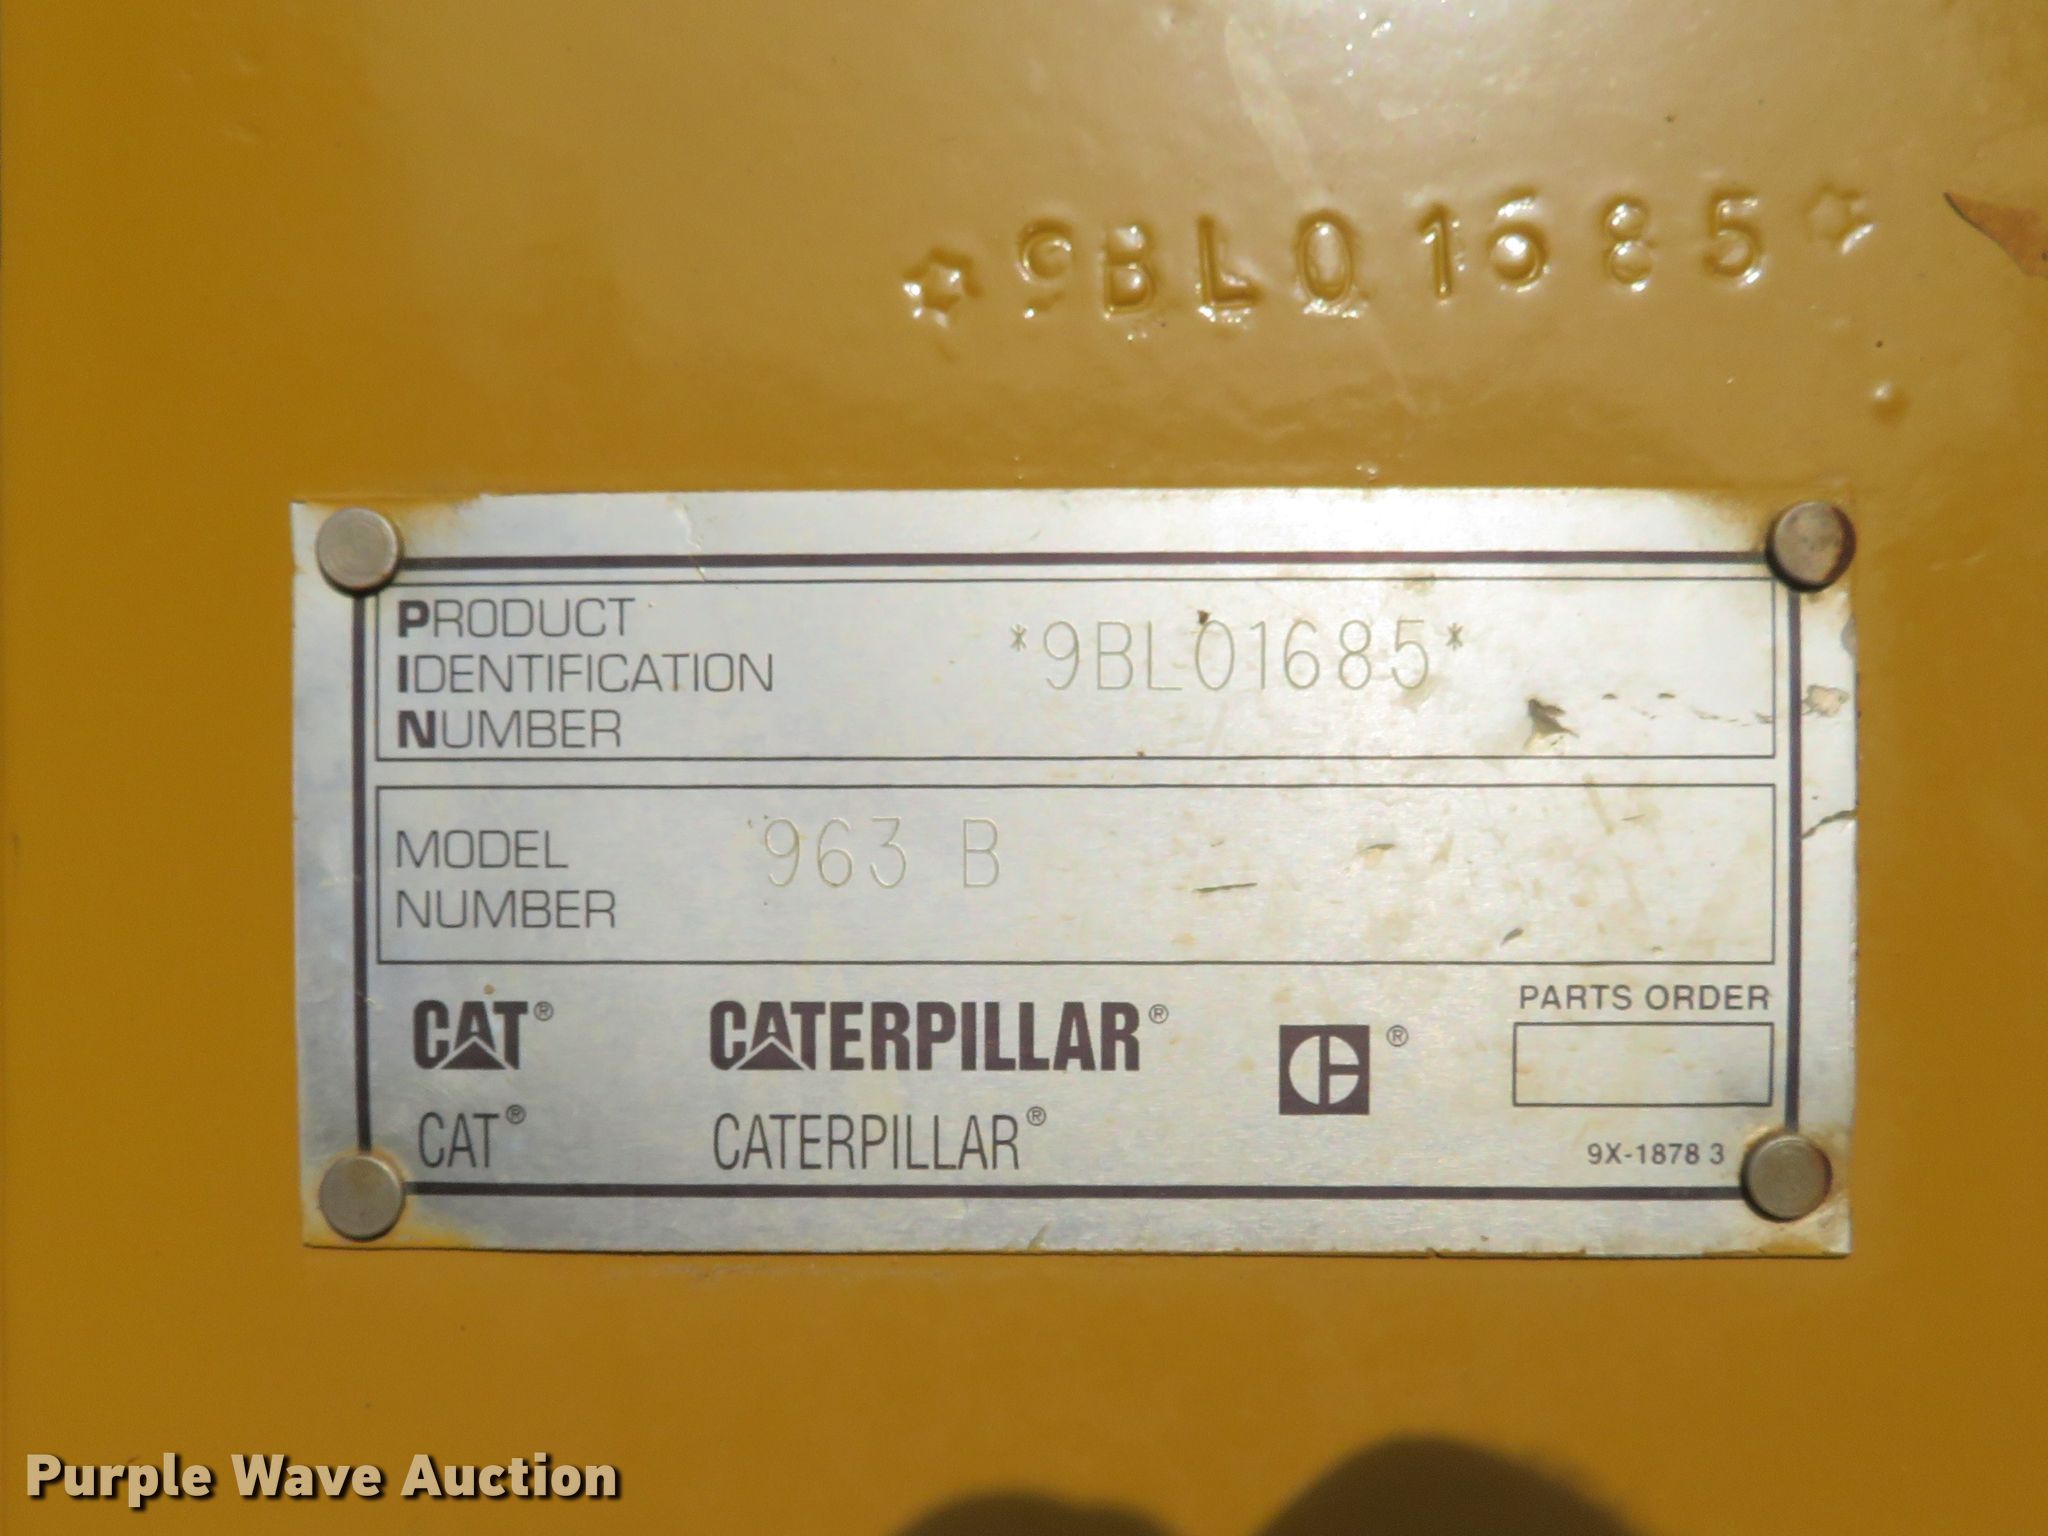 ☆9BL01685☆
PRODUCT
IDENTIFICATION
NUMBER
*9BL01685*
MODEL
NUMBER
963 B
CAT® CATERPILLAR® ®
CAT® CATERPILLAR®
PARTS ORDER
9X-1878 3
Purple Wave Auction